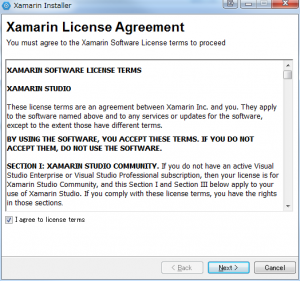 Xamarin Installer
Xamarin License Agreement
You must agree to the Xamarin Software License terms to proceed
XAMARIN SOFTWARE LICENSE TERMS
XAMARIN STUDIO
These license terms are an agreement between Xamarin Inc. and you. They apply
to the software named above and to any services or updates for the software,
except to the extent those have different terms.
BY USING THE SOFTWARE, YOU ACCEPT THESE TERMS. IF YOU DO NOT
ACCEPT THEM, DO NOT USE THE SOFTWARE.
SECTION I: XAMARIN STUDIO COMMUNITY. If you do not have an active Visual
Studio Enterprise or Visual Studio Professional subscription, then your license is for
Xamarin Studio Community, and this Section I and Section III below apply to your
use of Xamarin Studio. If you comply with these license terms, you have the rights
in those sections.
I agree to license terms
< Back
Next >
Cancel